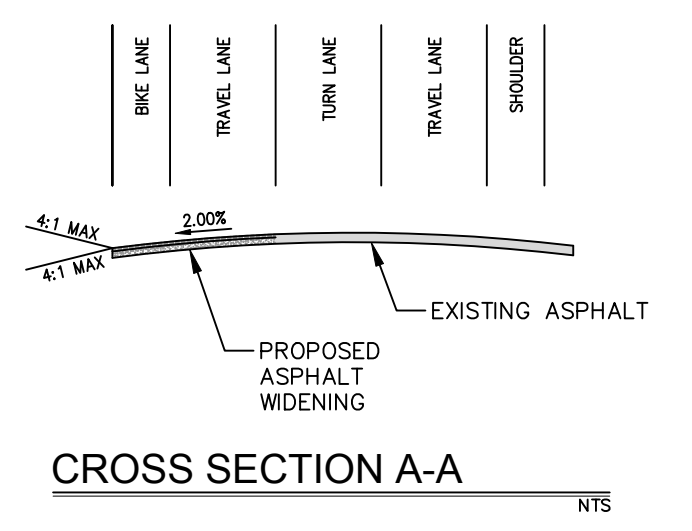 BIKE LANE
TRAVEL LANE
TURN LANE
TRAVEL LANE
SHOULDER
4:1 MAX
2.00%
4:1 MAX
EXISTING ASPHALT
PROPOSED
ASPHALT
WIDENING
CROSS SECTION A-A
NTS